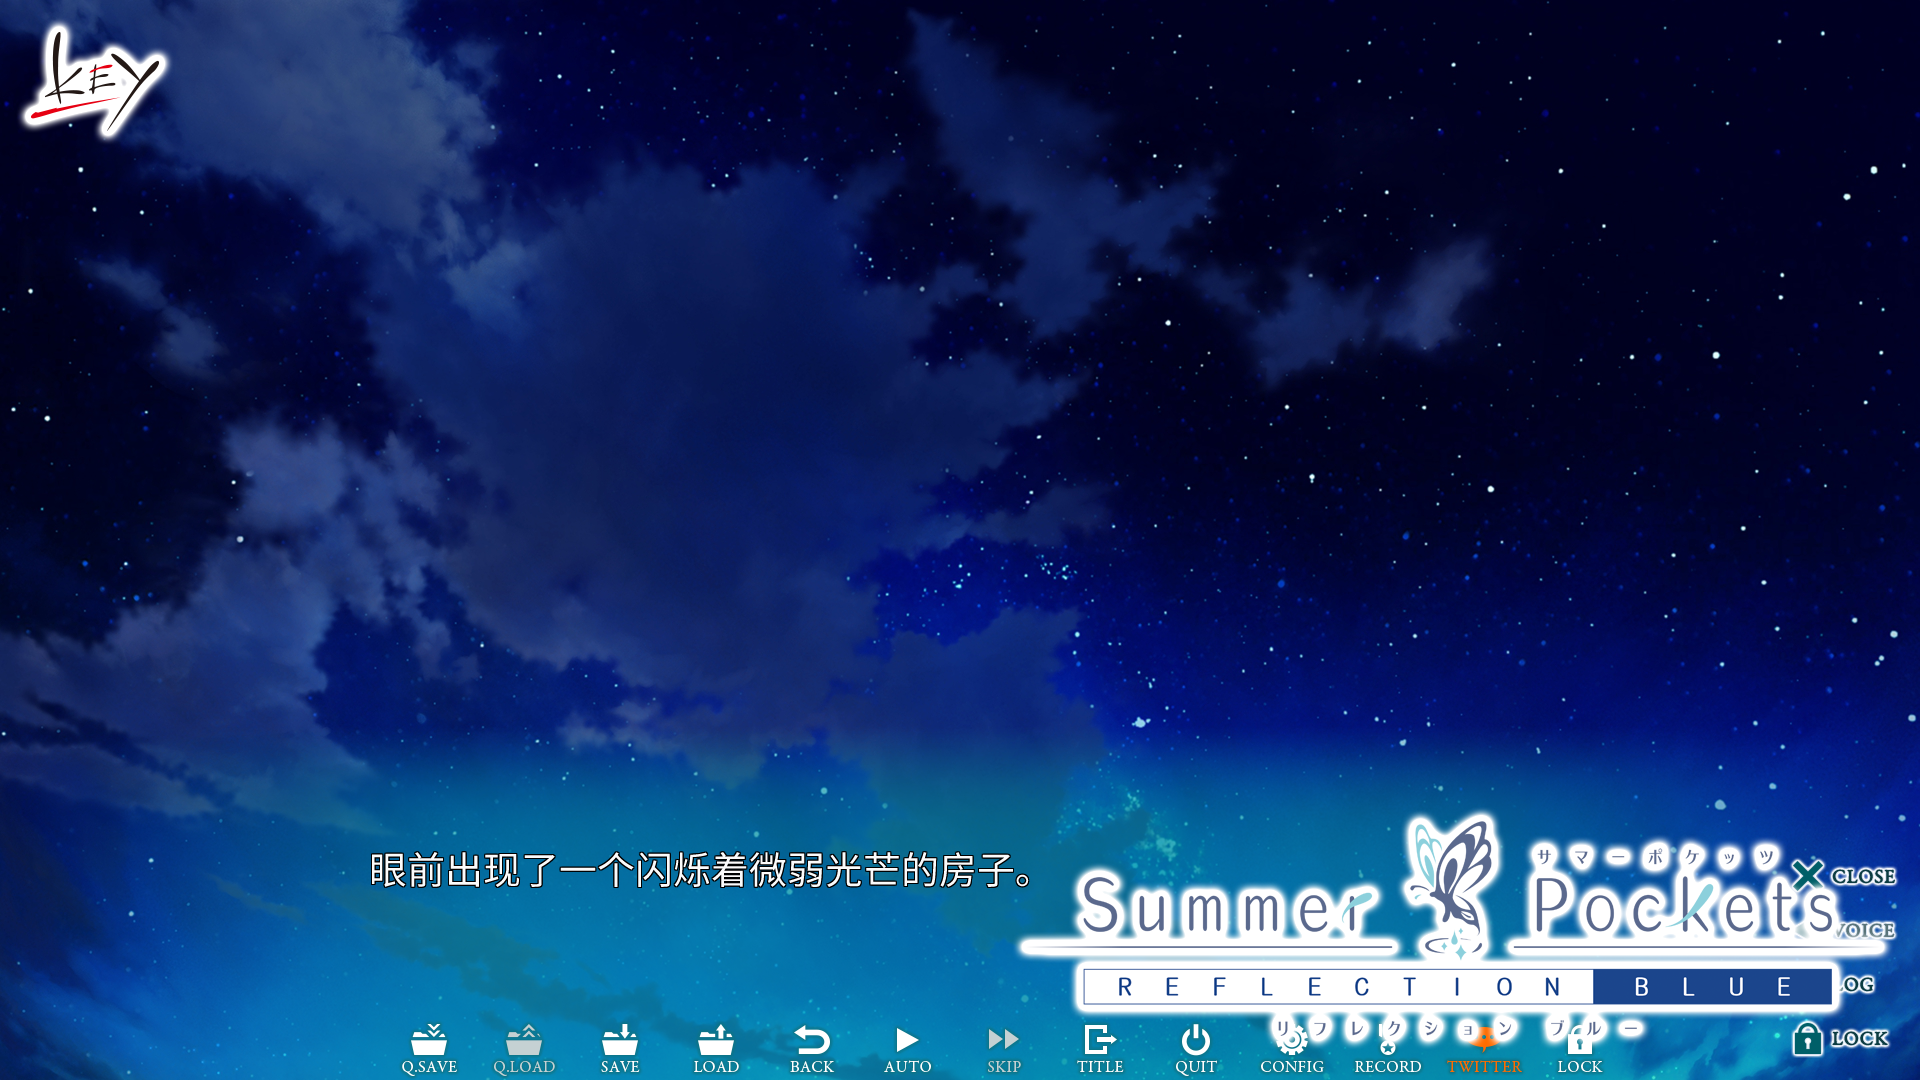 key
眼前出现了一个闪烁着微弱光芒的房子。
サマーポケッツ
Summer Pockets
REFLECTION BLUE
リフレクション ブルー
CLOSE
VOICE
LOG
LOCK
Q.SAVE Q.LOAD SAVE LOAD BACK AUTO SKIP TITLE QUIT CONFIG RECORD TWITTER LOCK